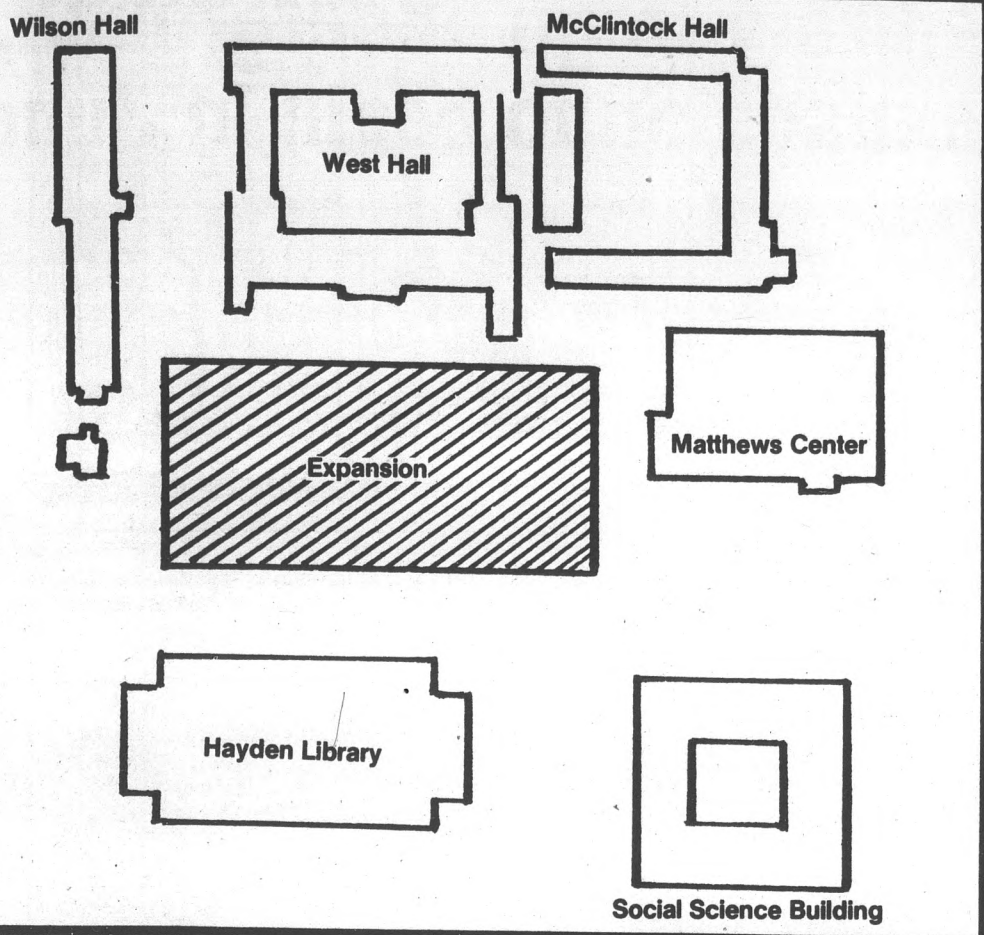 Wilson Hall
McClintock Hall
West Hall
Matthews Center
Expansion
Hayden Library
Social Science Building